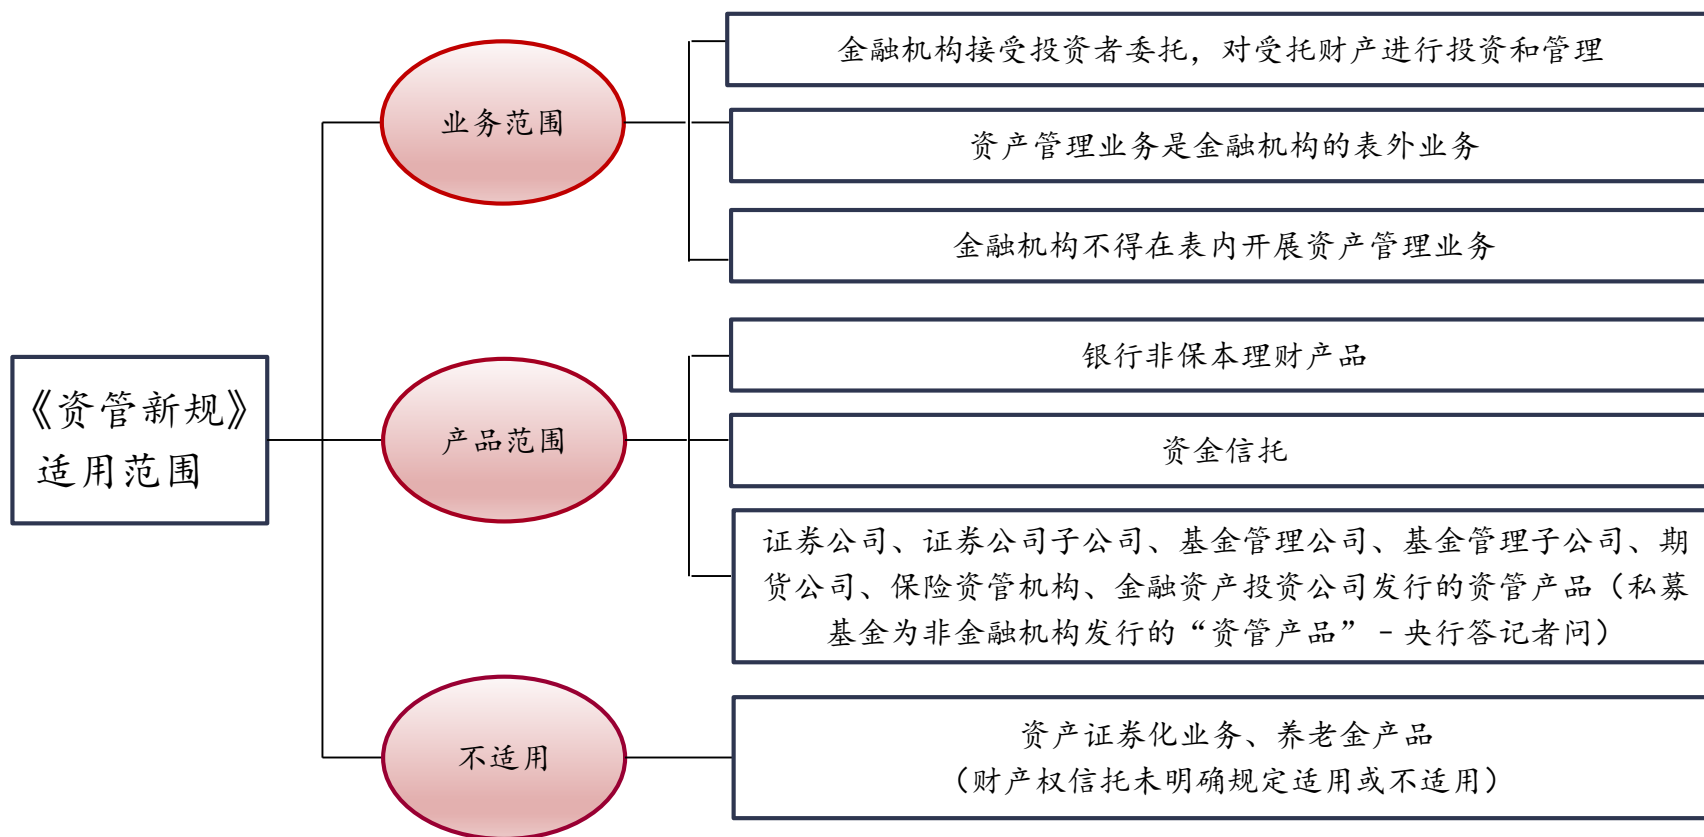 《资管新规》
适用范围
业务范围
金融机构接受投资者委托，对受托财产进行投资和管理
资产管理业务是金融机构的表外业务
金融机构不得在表内开展资产管理业务
产品范围
银行非保本理财产品
资金信托
证券公司、证券公司子公司、基金管理公司、基金管理子公司、期
货公司、保险资管机构、金融资产投资公司发行的资管产品（私募
基金为非金融机构发行的“资管产品”-央行答记者问）
不适用
资产证券化业务、养老金产品
（财产权信托未明确规定适用或不适用）